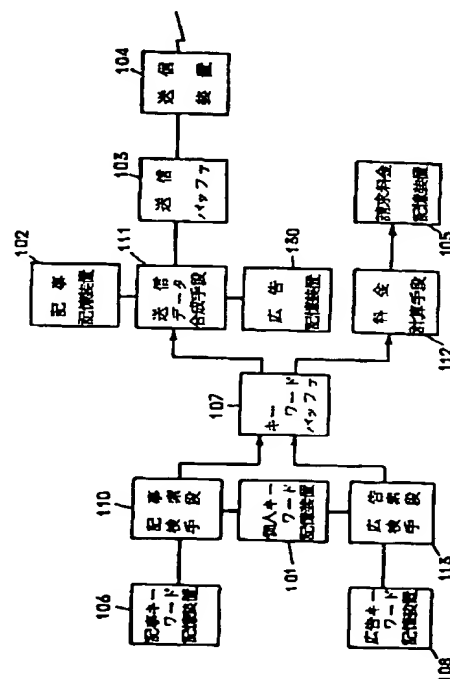 104
送信
装置
103
送信
バッファ
102
記事
記憶装置
111
送信
データ
合成手段
130
広告
記憶装置
請求料金
記憶装置
105
料金
計算手段
112
107
キー
ワード
バッファ
110
記事
検索
手段
個人キー
ワード
記憶装置
101
広告
検索
手段
113
106
記事キー
ワード
記憶装置
広告キー
ワード
記憶装置
108